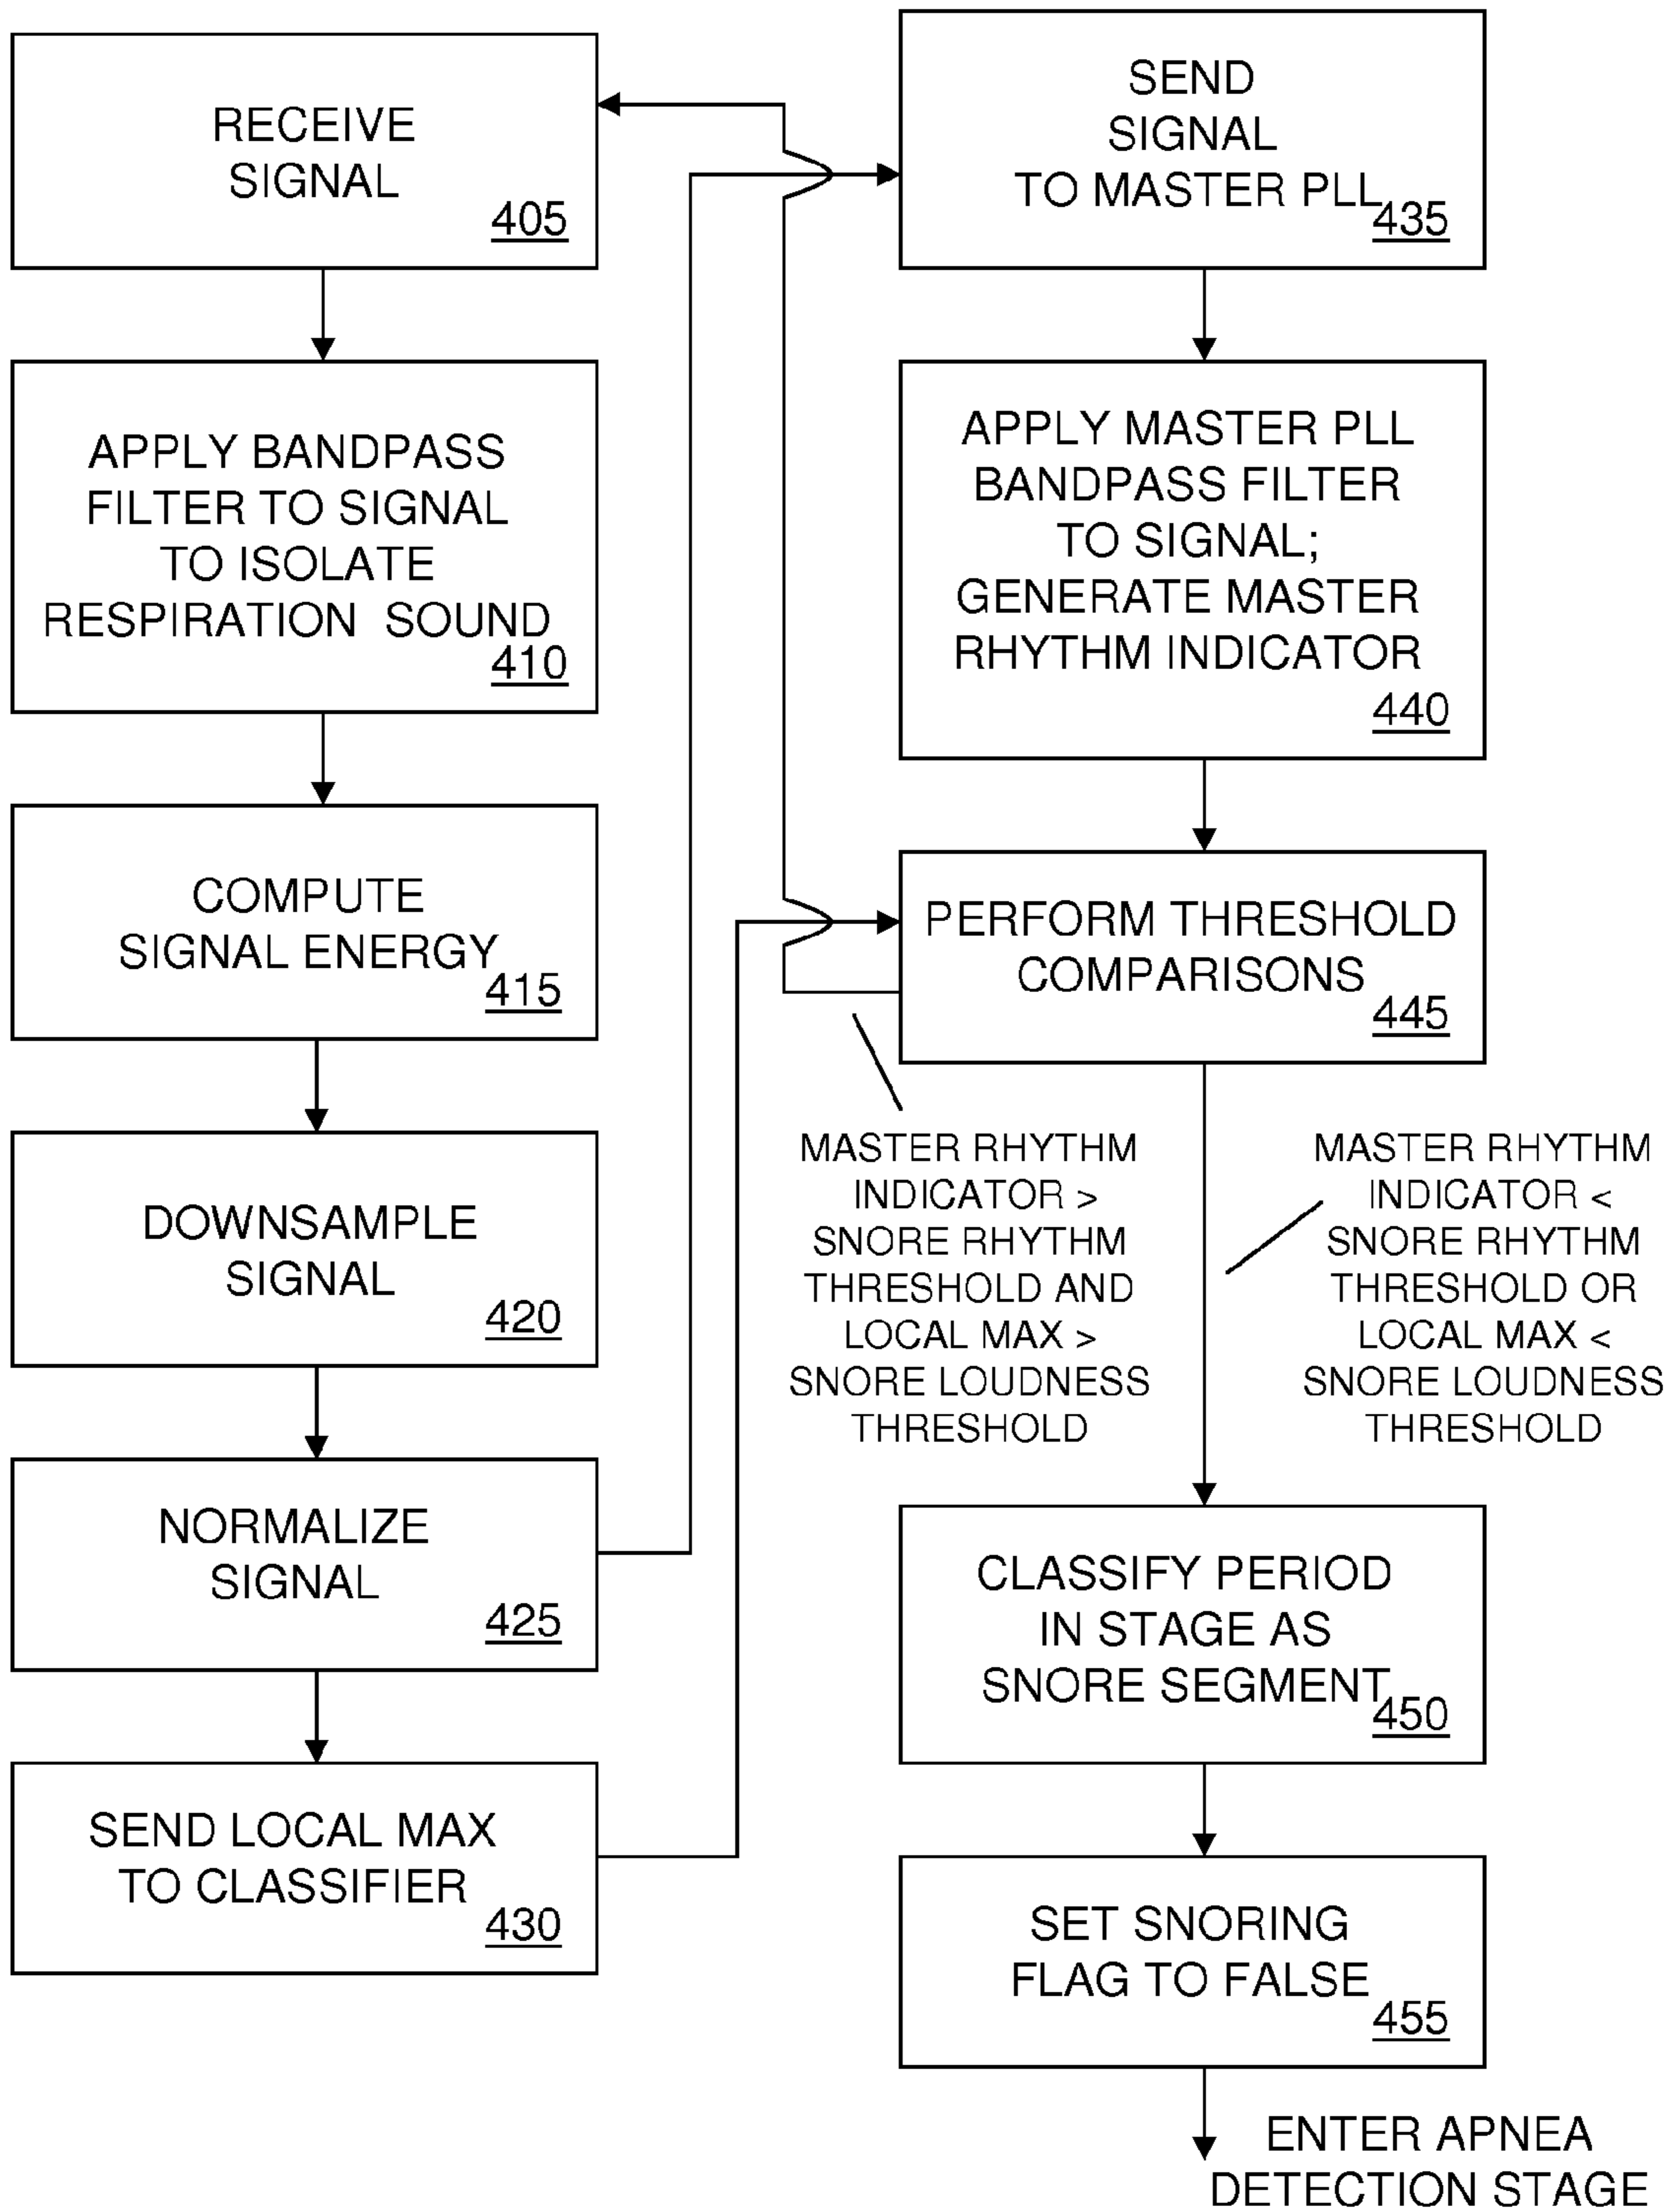 RECEIVE
SIGNAL
405
APPLY BANDPASS
FILTER TO SIGNAL
TO ISOLATE
RESPIRATION SOUND
410
COMPUTE
SIGNAL ENERGY
415
DOWNSAMPLE
SIGNAL
420
NORMALIZE
SIGNAL
425
SEND LOCAL MAX
TO CLASSIFIER
430
SEND
SIGNAL
TO MASTER PLL
435
APPLY MASTER PLL
BANDPASS FILTER
TO SIGNAL;
GENERATE MASTER
RHYTHM INDICATOR
440
PERFORM THRESHOLD
COMPARISONS
445
MASTER RHYTHM
INDICATOR >
SNORE RHYTHM
THRESHOLD AND
LOCAL MAX >
SNORE LOUDNESS
THRESHOLD
MASTER RHYTHM
INDICATOR <
SNORE RHYTHM
THRESHOLD OR
LOCAL MAX <
SNORE LOUDNESS
THRESHOLD
CLASSIFY PERIOD
IN STAGE AS
SNORE SEGMENT
450
SET SNORING
FLAG TO FALSE
455
ENTER APNEA
DETECTION STAGE